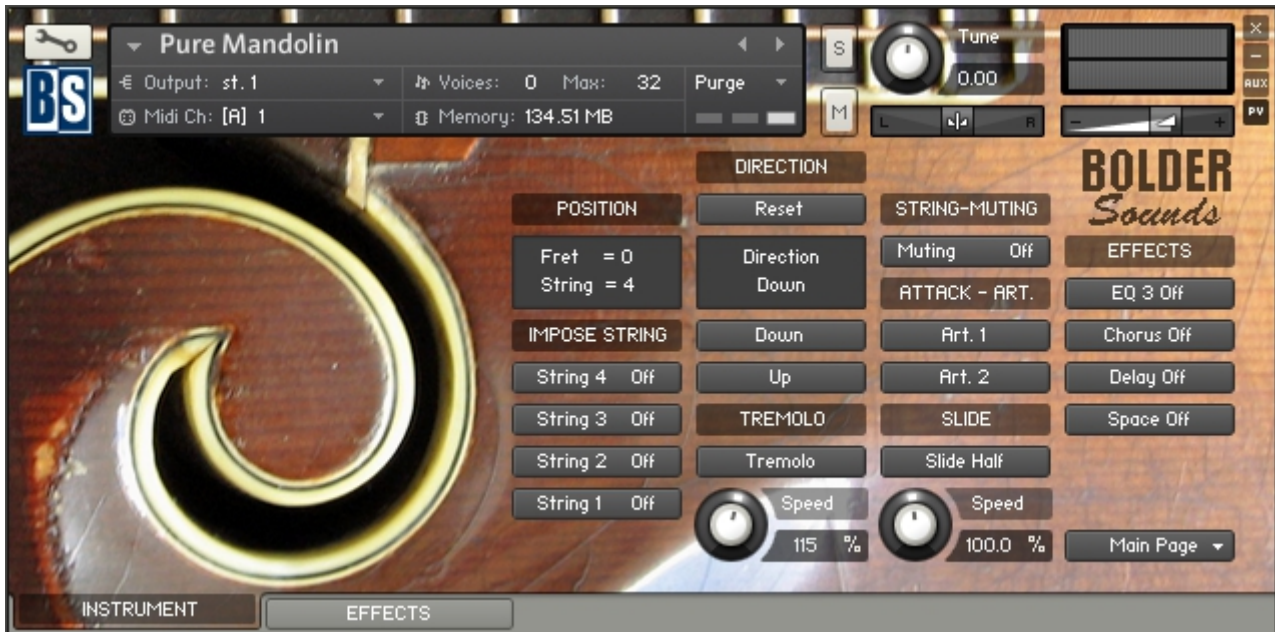 Pure Mandolin
S
Tune
0.00
X
-
AUX
PV
BS
Output: st. 1
Voices: 0 Max: 32
Purge
Midi Ch: [A] 1
Memory: 134.51 MB
M
L R
- +
BOLDER
Sounds
DIRECTION
POSITION
Reset
STRING-MUTING
Fret = 0
String = 4
Direction
Down
Muting Off
EFFECTS
ATTACK - ART.
EQ 3 Off
IMPOSE STRING
Down
Art. 1
Chorus Off
String 4 Off
Up
Art. 2
Delay Off
String 3 Off
TREMOLO
SLIDE
Space Off
String 2 Off
Tremolo
Slide Half
String 1 Off
Speed
115 %
Speed
100.0 %
Main Page
INSTRUMENT
EFFECTS